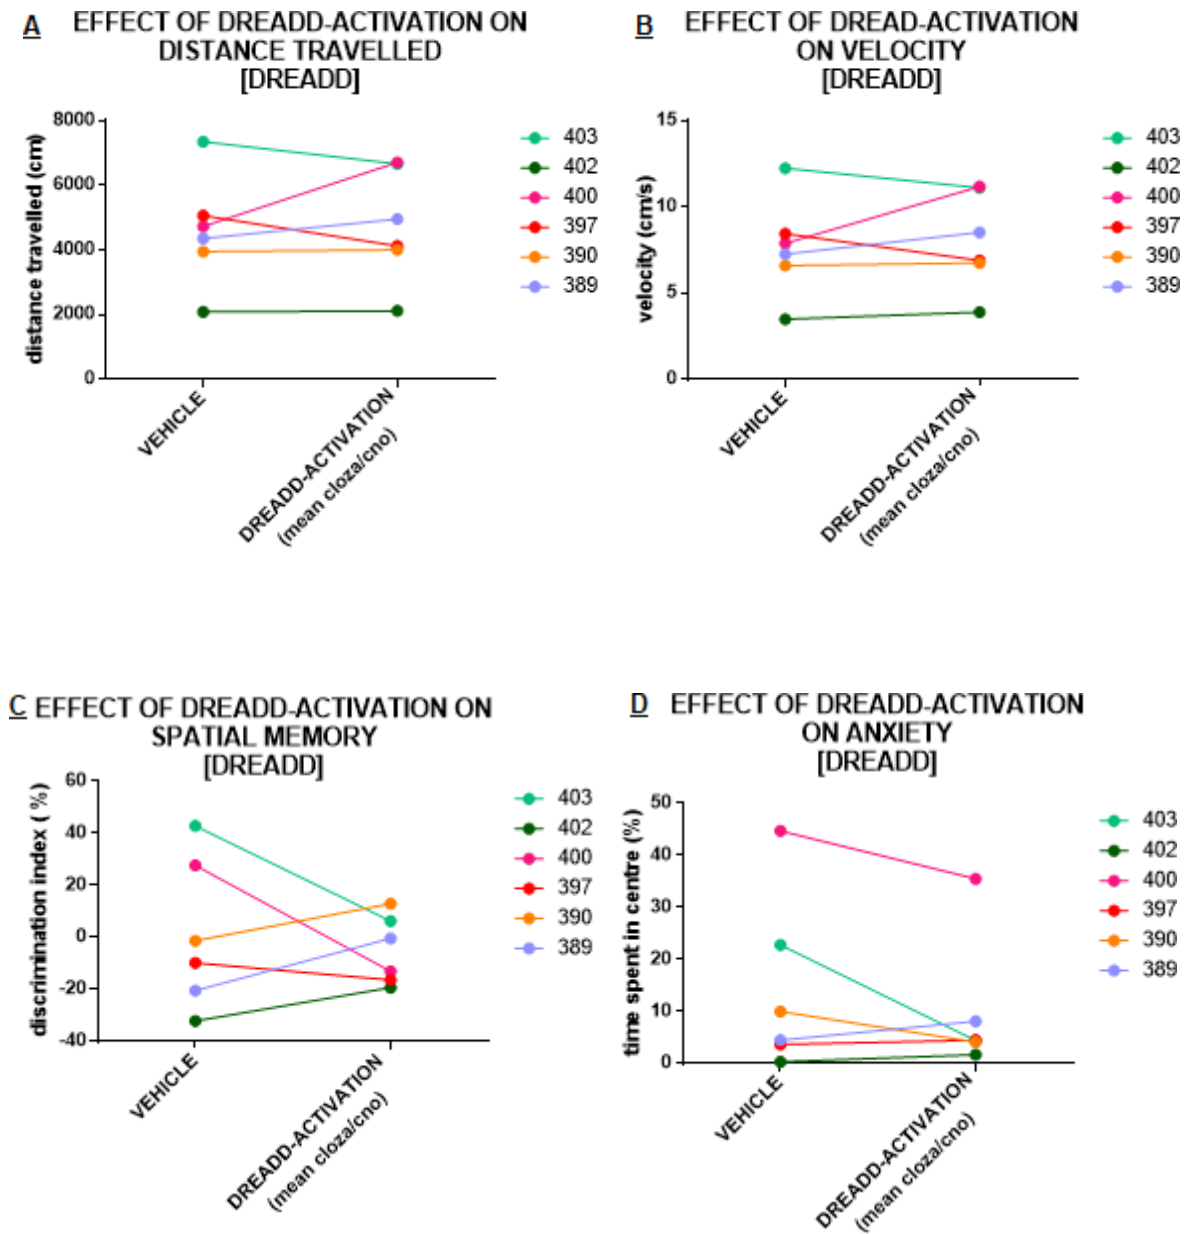 A EFFECT OF DREADD-ACTIVATION ON
DISTANCE TRAVELLED
[DREADD]
distance travelled (cm)
8000
6000
4000
2000
0
VEHICLE
DREADD-ACTIVATION
(mean cloza/cno)
403
402
400
397
390
389
B EFFECT OF DREAD-ACTIVATION
ON VELOCITY
[DREADD]
velocity (cm/s)
15
10
5
0
VEHICLE
DREADD-ACTIVATION
(mean cloza/cno)
403
402
400
397
390
389
C EFFECT OF DREADD-ACTIVATION ON
SPATIAL MEMORY
[DREADD]
discrimination index ( %)
60
40
20
0
-20
-40
VEHICLE
DREADD-ACTIVATION
(mean cloza/cno)
403
402
400
397
390
389
D EFFECT OF DREADD-ACTIVATION
ON ANXIETY
[DREADD]
time spent in centre (%)
50
40
30
20
10
0
VEHICLE
DREADD-ACTIVATION
(mean cloza/cno)
403
402
400
397
390
389